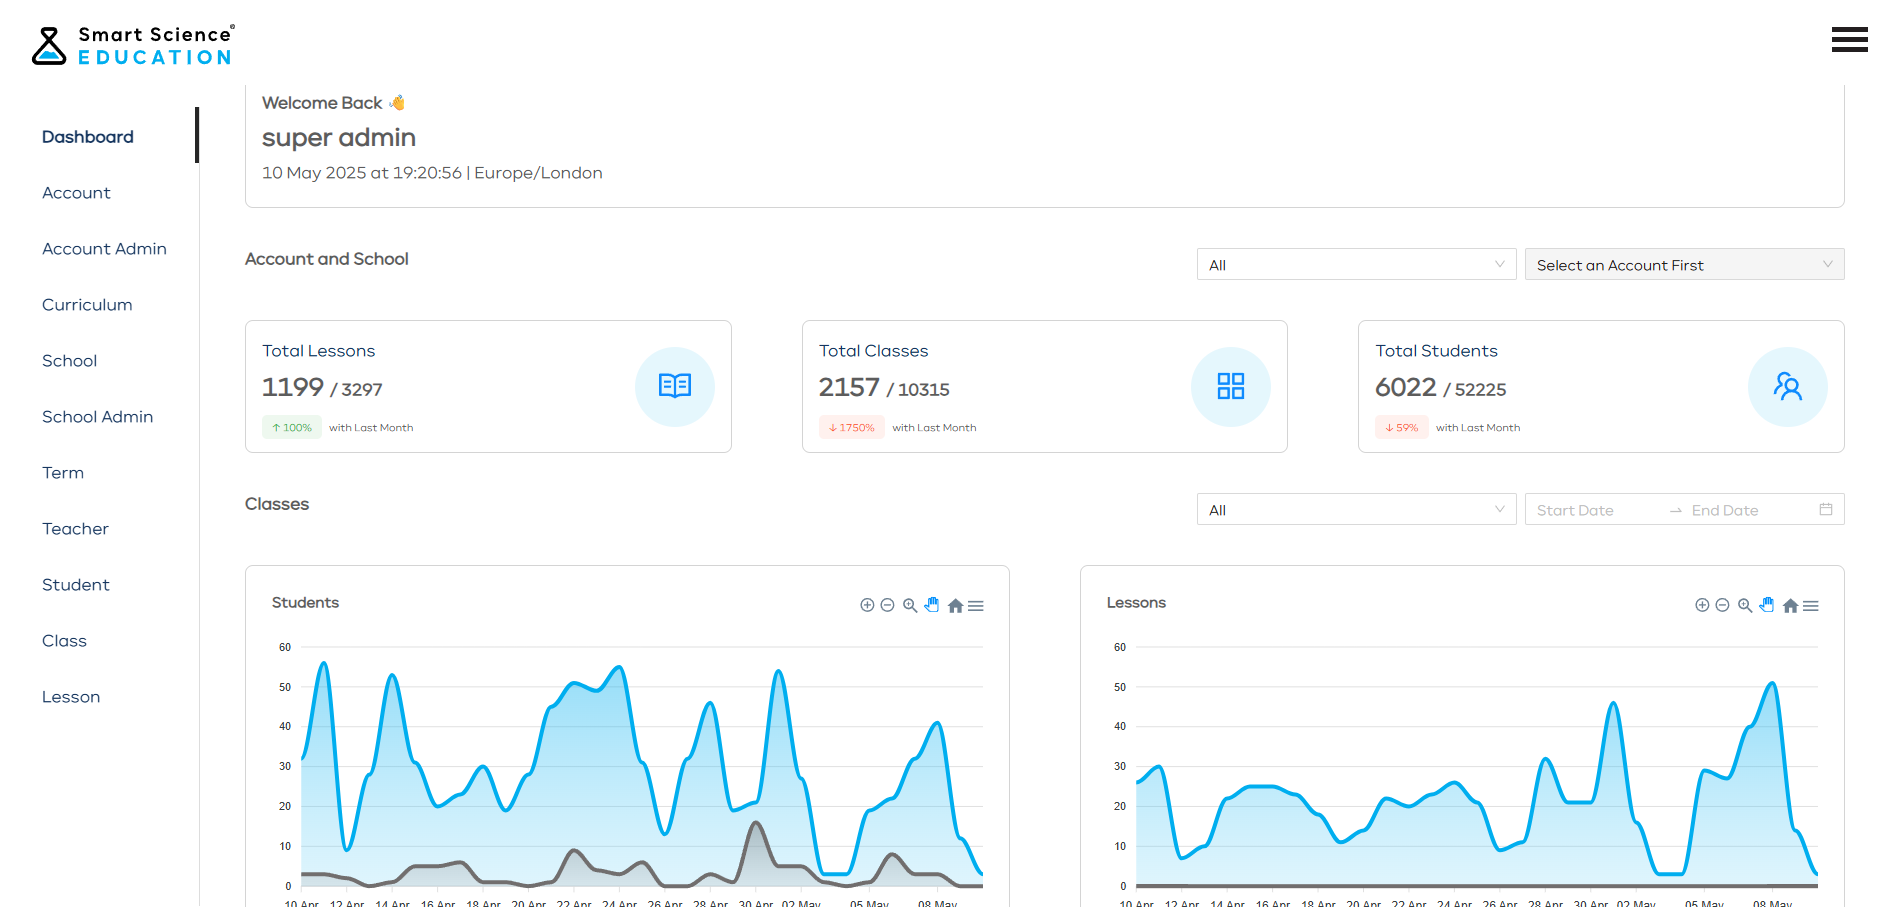 Smart Science®
EDUCATION
Dashboard
Account
Account Admin
Curriculum
School
School Admin
Term
Teacher
Student
Class
Lesson
Welcome Back 👏
super admin
10 May 2025 at 19:20:56 | Europe/London
Account and School
All
Select an Account First
Total Lessons
1199 / 3297
↑ 100% with Last Month
Total Classes
2157 / 10315
↓ 1750% with Last Month
Total Students
6022 / 52225
↓ 59% with Last Month
Classes
All
Start Date → End Date
Students
60
50
40
30
20
10
0
10 Apr 12 Apr 14 Apr 16 Apr 18 Apr 20 Apr 22 Apr 24 Apr 26 Apr 28 Apr 30 Apr 02 May 05 May 08 May
Lessons
60
50
40
30
20
10
0
10 Apr 12 Apr 14 Apr 16 Apr 18 Apr 20 Apr 22 Apr 24 Apr 26 Apr 28 Apr 30 Apr 02 May 05 May 08 May